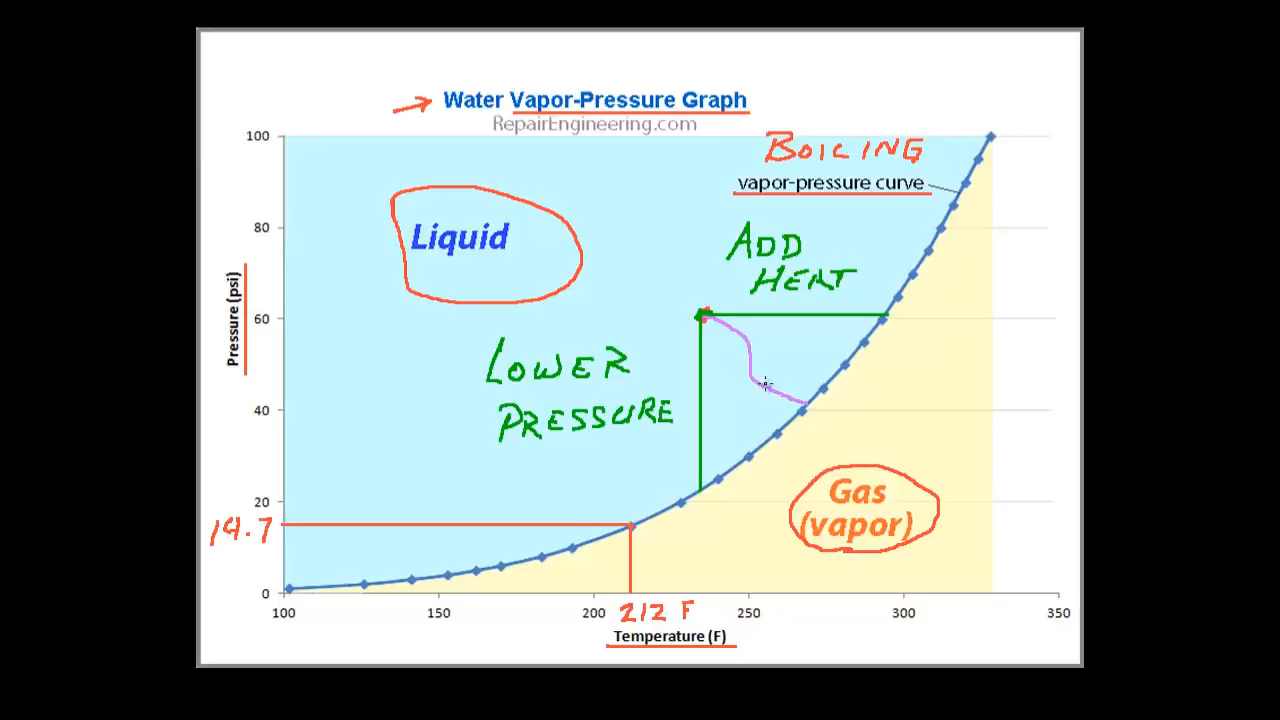 Water Vapor-Pressure Graph
RepairEngineering.com
100
BOILING
vapor-pressure curve
80
Liquid
ADD
HEAT
Pressure (psi)
60
LOWER
PRESSURE
40
20
Gas
(vapor)
14.7
0
100
150
200
250
300
350
212 F
Temperature (F)